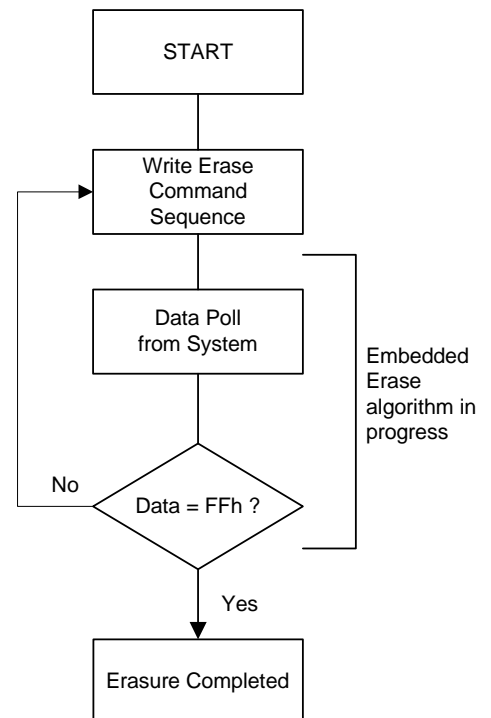 START
Write Erase
Command
Sequence
Data Poll
from System
Embedded
Erase
algorithm in
progress
No
Data = FFh ?
Yes
Erasure Completed